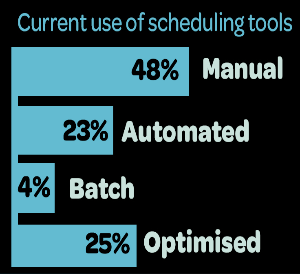 Current use of scheduling tools
48% Manual
23% Automated
4% Batch
25% Optimised